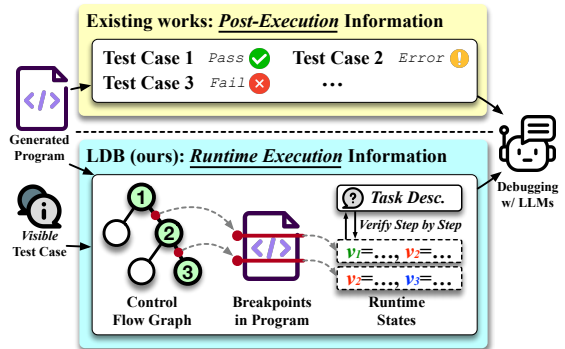 Existing works: Post-Execution Information
Test Case 1 Pass Test Case 2 Error
Test Case 3 Fail ...
</>
Generated
Program
LDB (ours): Runtime Execution Information
Debugging
w/ LLMs
Visible
Test Case
1
2
3
</>
Task Desc.
Verify Step by Step
v1=..., v2=...
v2=..., v3=...
Control
Flow Graph
Breakpoints
in Program
Runtime
States